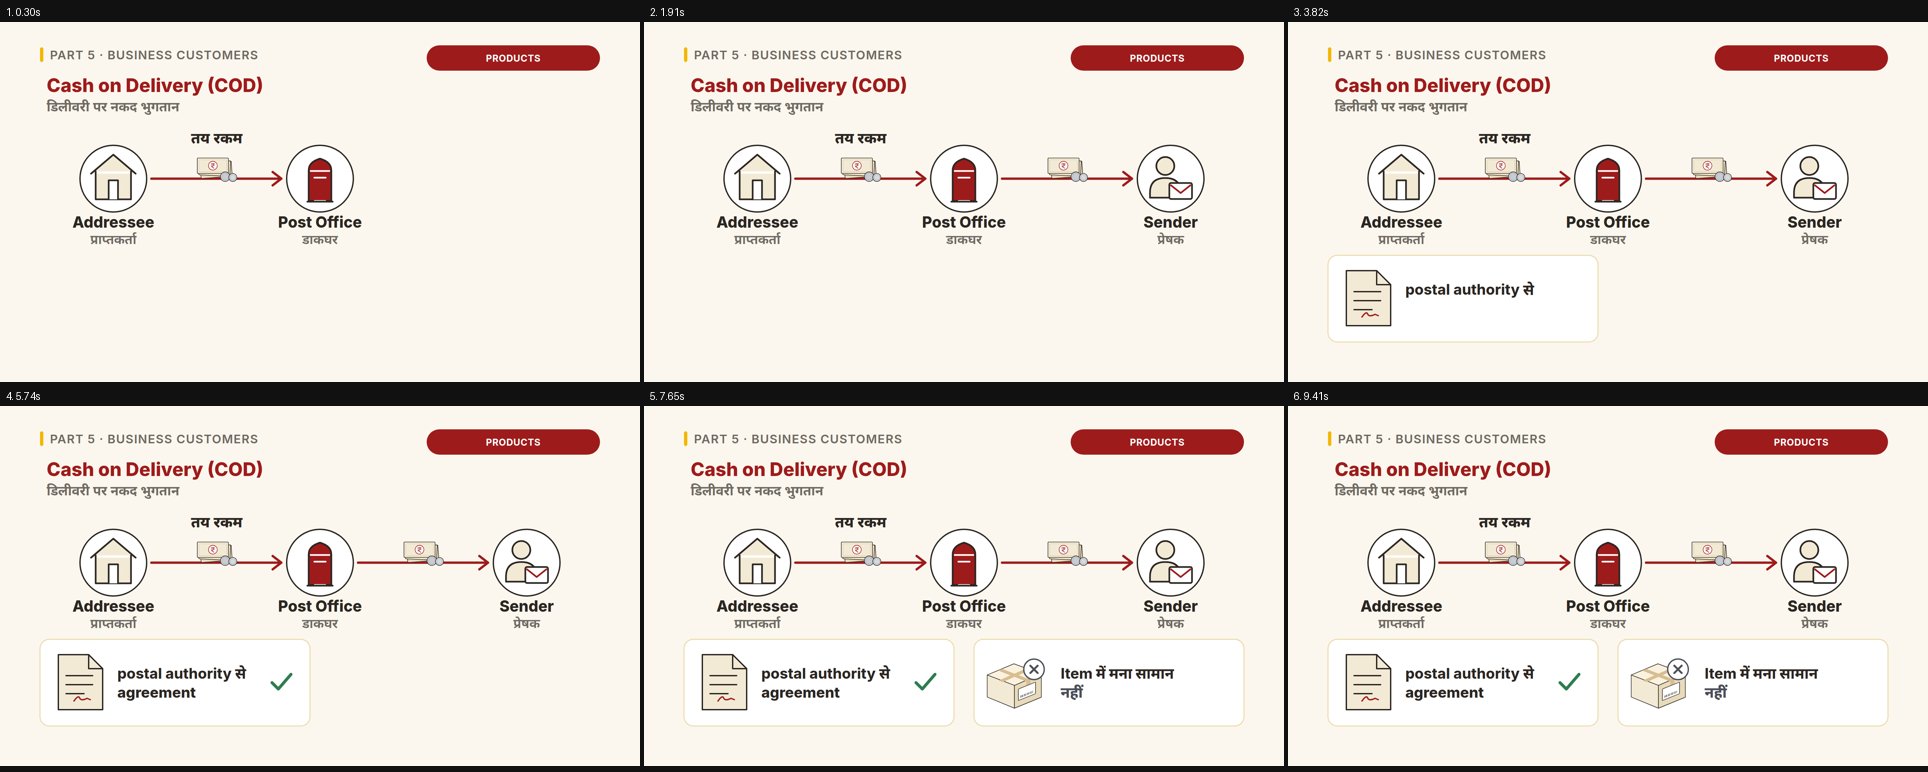 1. 0.30s
PART 5 · BUSINESS CUSTOMERS
PRODUCTS
Cash on Delivery (COD)
डिलीवरी पर नकद भुगतान
तय रकम
₹
Addressee
प्राप्तकर्ता
Post Office
डाकघर
2. 1.91s
PART 5 · BUSINESS CUSTOMERS
PRODUCTS
Cash on Delivery (COD)
डिलीवरी पर नकद भुगतान
तय रकम
₹ ₹
Addressee
प्राप्तकर्ता
Post Office
डाकघर
Sender
प्रेषक
3. 3.82s
PART 5 · BUSINESS CUSTOMERS
PRODUCTS
Cash on Delivery (COD)
डिलीवरी पर नकद भुगतान
तय रकम
₹ ₹
Addressee
प्राप्तकर्ता
Post Office
डाकघर
Sender
प्रेषक
postal authority से
4. 5.74s
PART 5 · BUSINESS CUSTOMERS
PRODUCTS
Cash on Delivery (COD)
डिलीवरी पर नकद भुगतान
तय रकम
₹ ₹
Addressee
प्राप्तकर्ता
Post Office
डाकघर
Sender
प्रेषक
postal authority से
agreement
5. 7.65s
PART 5 · BUSINESS CUSTOMERS
PRODUCTS
Cash on Delivery (COD)
डिलीवरी पर नकद भुगतान
तय रकम
₹ ₹
Addressee
प्राप्तकर्ता
Post Office
डाकघर
Sender
प्रेषक
postal authority से
agreement
Item में मना सामान
नहीं
6. 9.41s
PART 5 · BUSINESS CUSTOMERS
PRODUCTS
Cash on Delivery (COD)
डिलीवरी पर नकद भुगतान
तय रकम
₹ ₹
Addressee
प्राप्तकर्ता
Post Office
डाकघर
Sender
प्रेषक
postal authority से
agreement
Item में मना सामान
नहीं